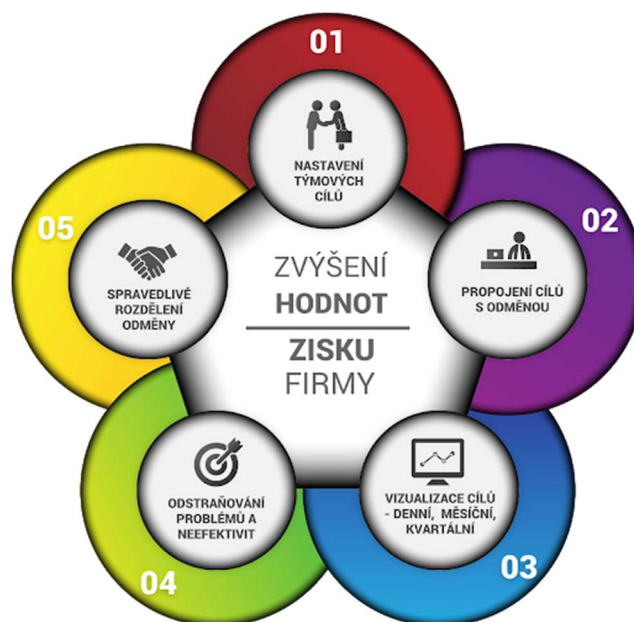 01
NASTAVENÍ
TÝMOVÝCH
CÍLŮ
02
PROPOJENÍ CÍLŮ
S ODMĚNOU
03
VIZUALIZACE CÍLŮ
- DENNÍ, MĚSÍČNÍ,
KVARTÁLNÍ
04
ODSTRAŇOVÁNÍ
PROBLÉMŮ A
NEEFEKTIVIT
05
SPRAVEDLIVÉ
ROZDĚLENÍ
ODMĚNY
ZVÝŠENÍ
HODNOT
ZISKU
FIRMY